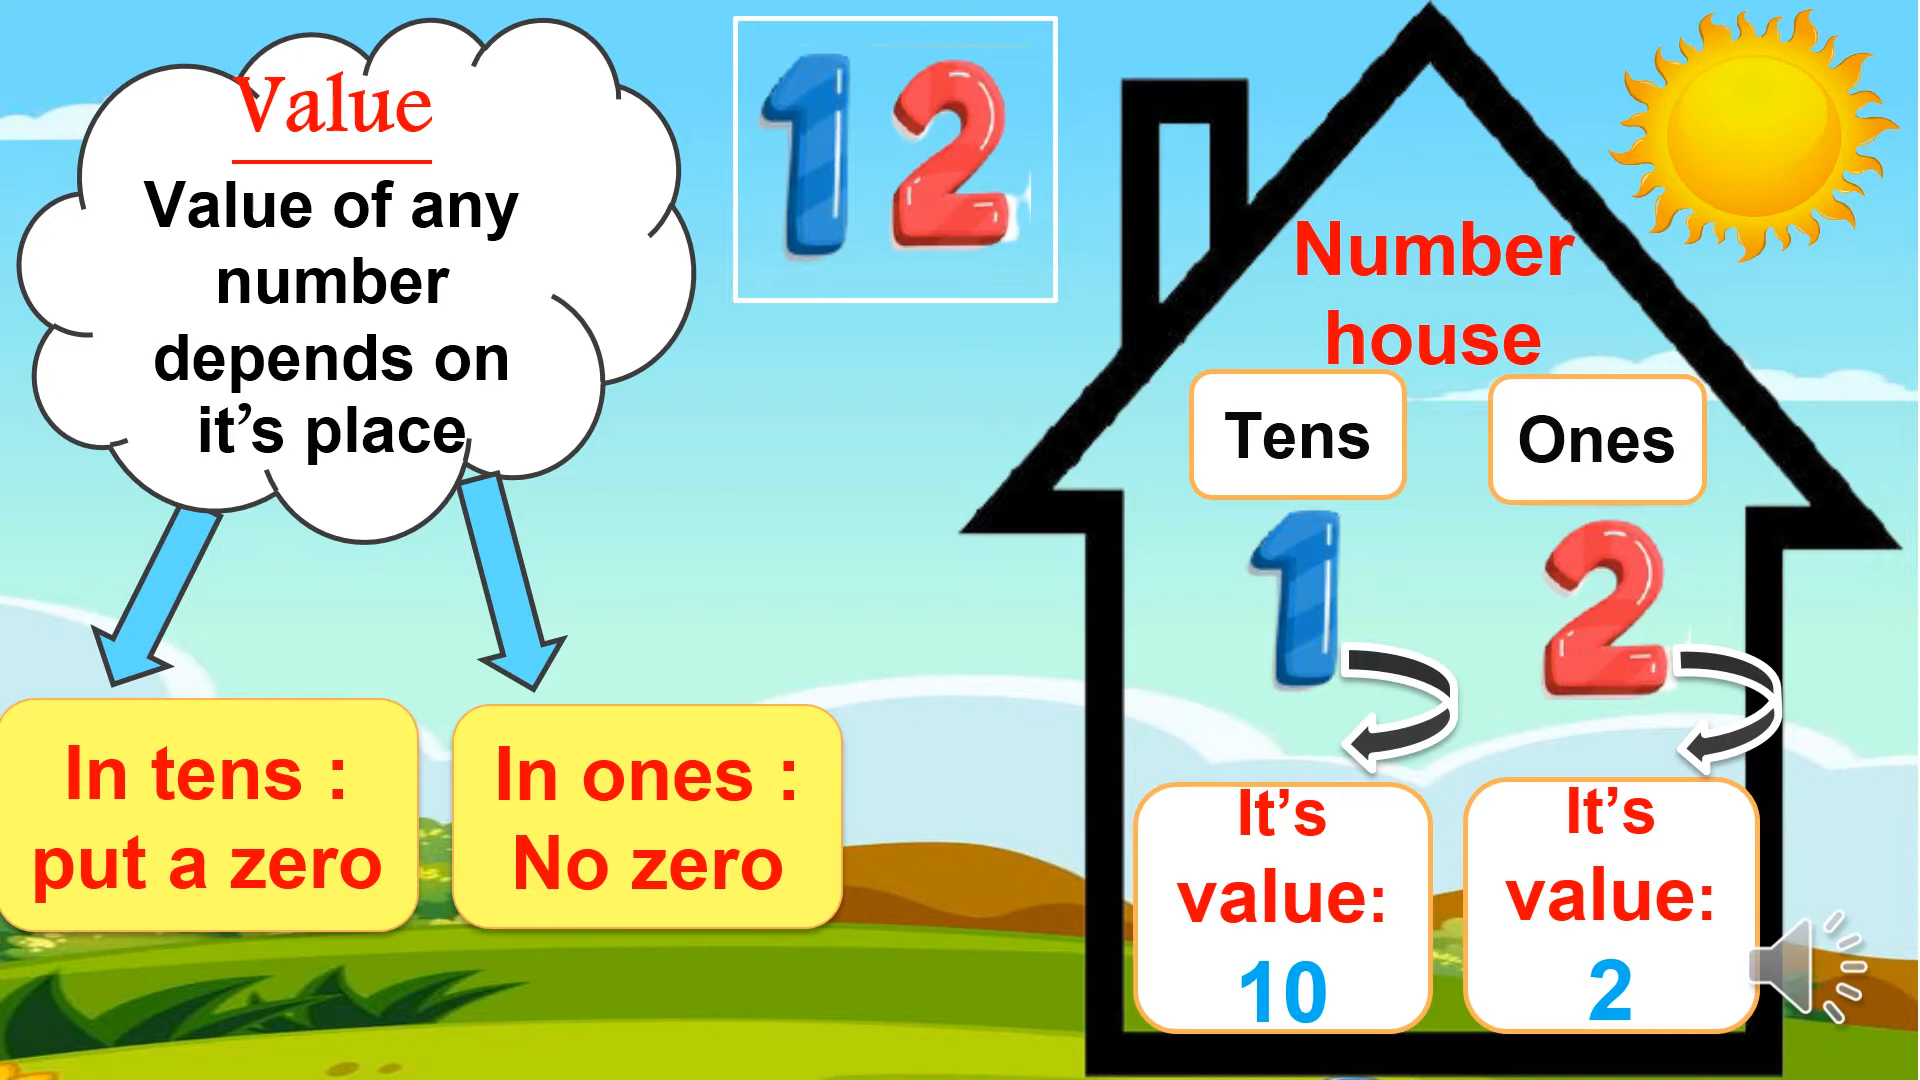 Value
Value of any
number
depends on
it’s place
In tens :
put a zero
In ones :
No zero
12
Number
house
Tens
Ones
1
2
It’s
value:
10
It’s
value:
2